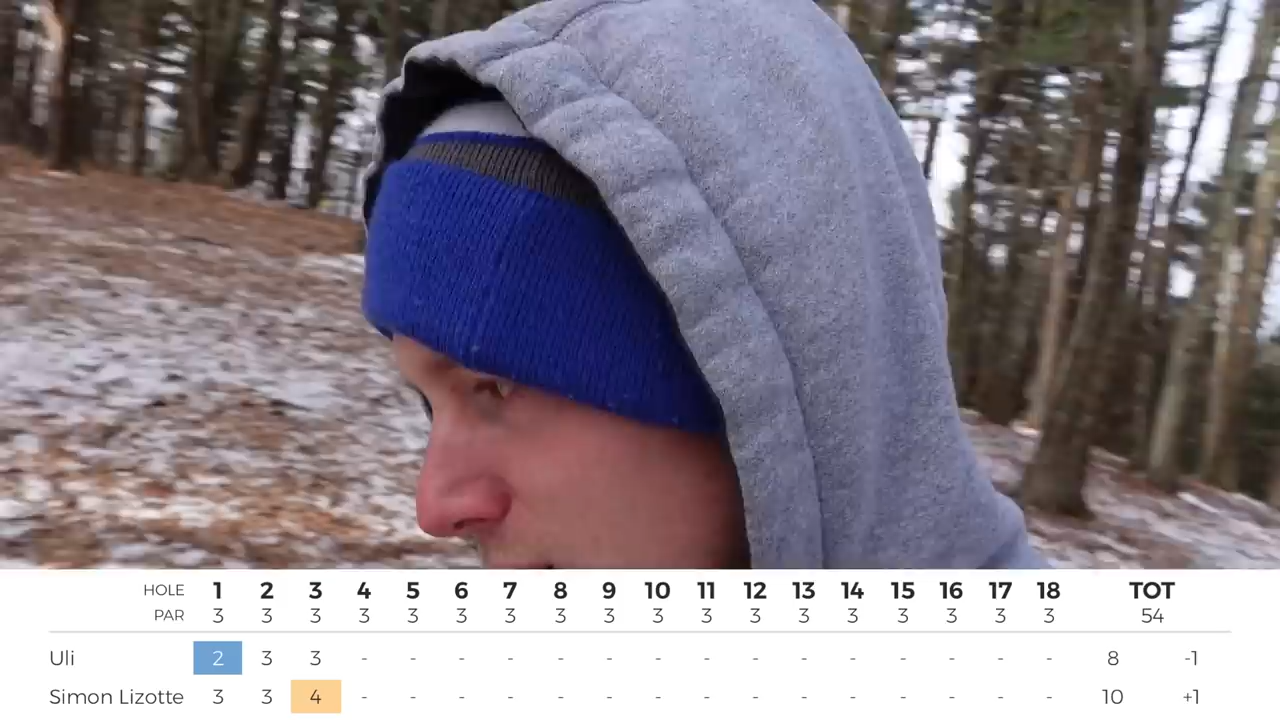 HOLE 1 2 3 4 5 6 7 8 9 10 11 12 13 14 15 16 17 18 TOT
PAR 3 3 3 3 3 3 3 3 3 3 3 3 3 3 3 3 3 3 54
Uli 2 3 3 - - - - - - - - - - - - - - - 8 -1
Simon Lizotte 3 3 4 - - - - - - - - - - - - - - - 10 +1